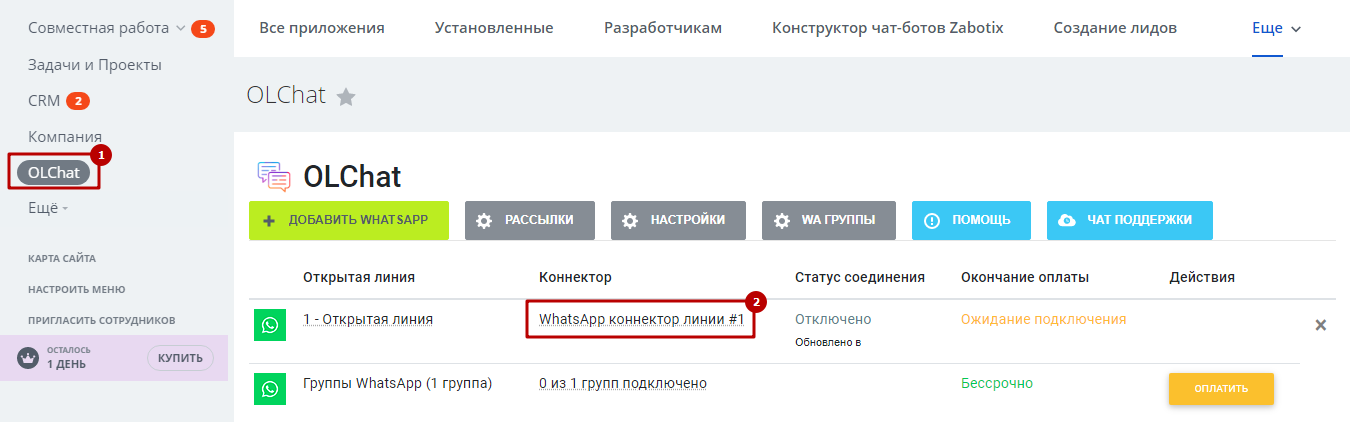 Совместная работа 5
Задачи и Проекты
CRM 2
Компания
1
OLChat
Ещё
КАРТА САЙТА
НАСТРОИТЬ МЕНЮ
ПРИГЛАСИТЬ СОТРУДНИКОВ
ОСТАЛОСЬ
1 ДЕНЬ
КУПИТЬ
Все приложения Установленные Разработчикам Конструктор чат-ботов Zabotix Создание лидов Еще
OLChat
OLChat
ДОБАВИТЬ WHATSAPP РАССЫЛКИ НАСТРОЙКИ WA ГРУППЫ ПОМОЩЬ ЧАТ ПОДДЕРЖКИ
Открытая линия Коннектор Статус соединения Окончание оплаты Действия
2
1 - Открытая линия WhatsApp коннектор линии #1 Отключено Ожидание подключения
Обновлено в
Группы WhatsApp (1 группа) 0 из 1 групп подключено Бессрочно ОПЛАТИТЬ